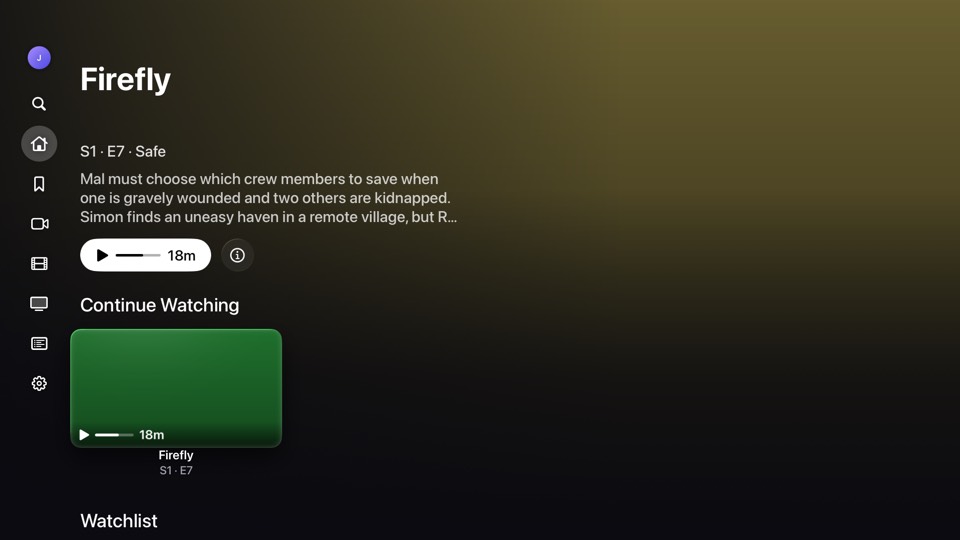 J
Firefly
S1 · E7 · Safe
Mal must choose which crew members to save when
one is gravely wounded and two others are kidnapped.
Simon finds an uneasy haven in a remote village, but R...
18m
Continue Watching
18m
Firefly
S1 · E7
Watchlist